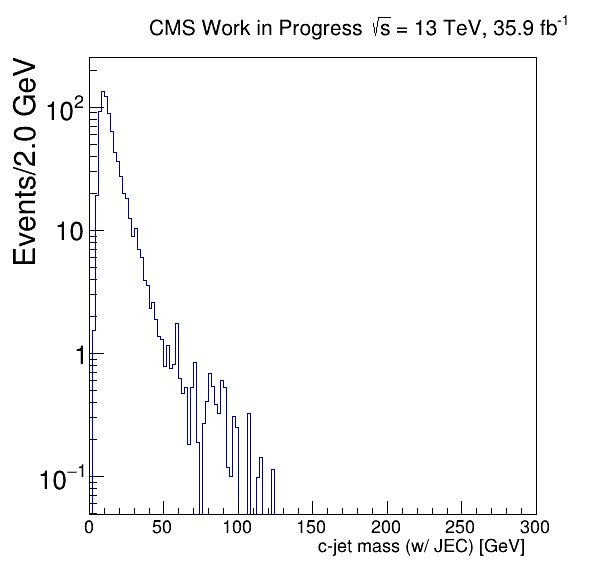 CMS Work in Progress √s = 13 TeV, 35.9 fb⁻¹
Events/2.0 GeV
10²
10
1
10⁻¹
0 50 100 150 200 250 300
c-jet mass (w/ JEC) [GeV]